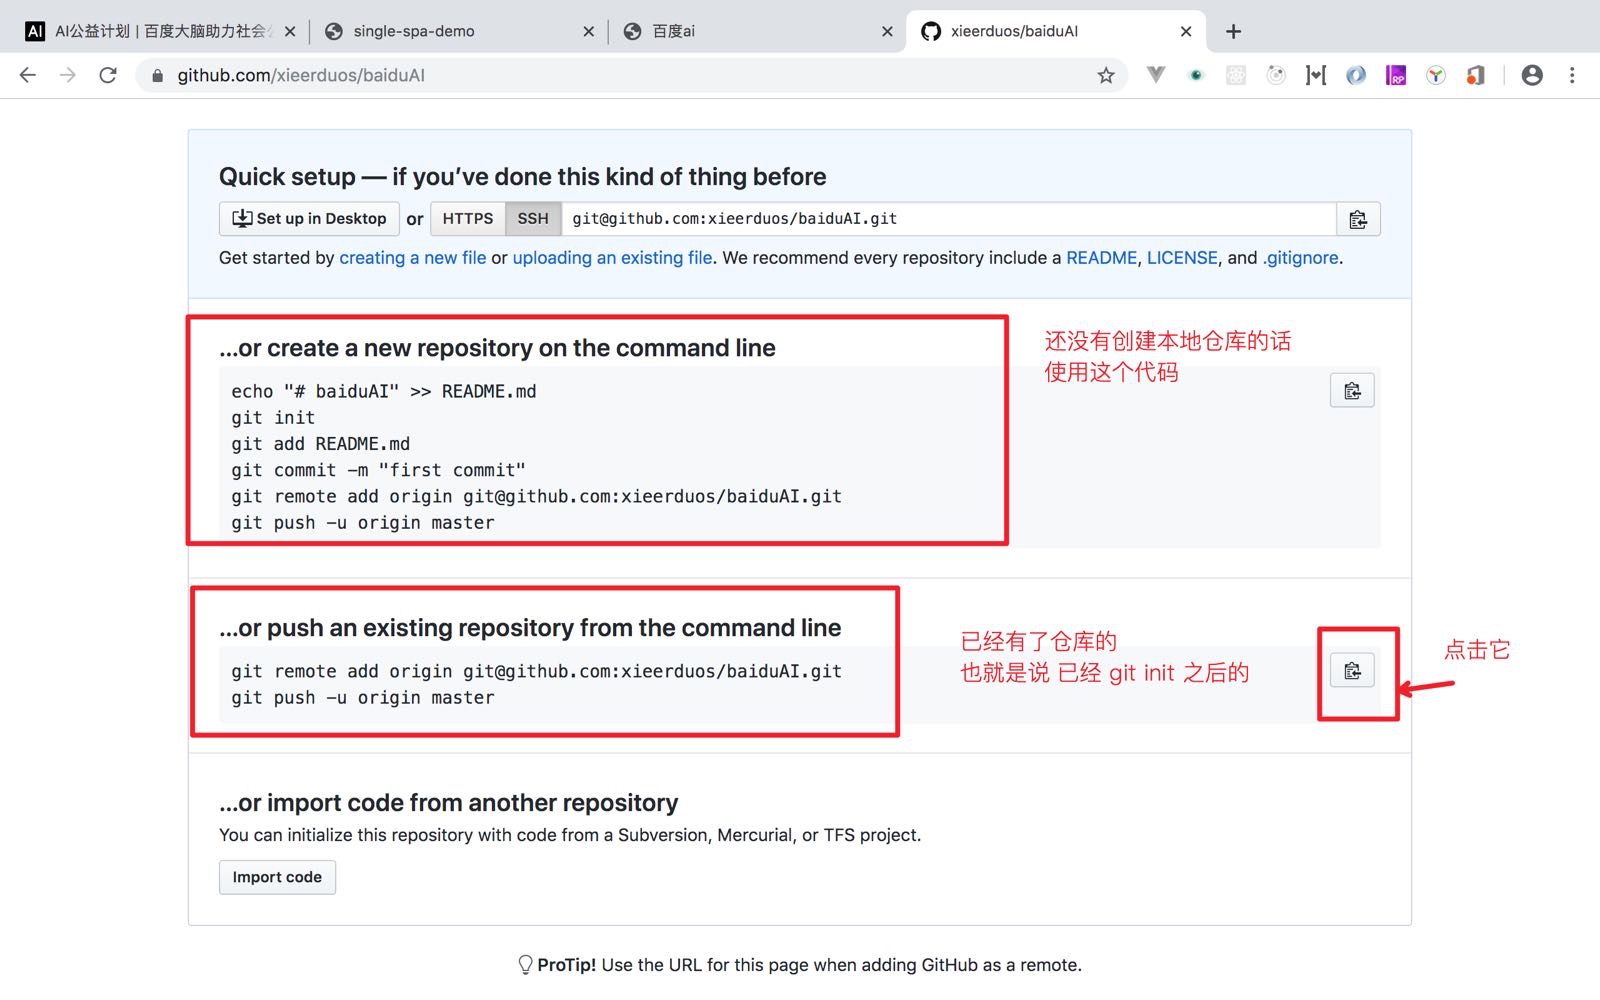 AI公益计划 | 百度大脑助力社会
single-spa-demo
百度ai
xieerduos/baiduAI
github.com/xieerduos/baiduAI
Quick setup — if you’ve done this kind of thing before
Set up in Desktop or HTTPS SSH git@github.com:xieerduos/baiduAI.git
Get started by creating a new file or uploading an existing file. We recommend every repository include a README, LICENSE, and .gitignore.
…or create a new repository on the command line
echo "# baiduAI" >> README.md
git init
git add README.md
git commit -m "first commit"
git remote add origin git@github.com:xieerduos/baiduAI.git
git push -u origin master
还没有创建本地仓库的话
使用这个代码
…or push an existing repository from the command line
git remote add origin git@github.com:xieerduos/baiduAI.git
git push -u origin master
已经有了仓库的
也就是说 已经 git init 之后的
点击它
…or import code from another repository
You can initialize this repository with code from a Subversion, Mercurial, or TFS project.
Import code
ProTip! Use the URL for this page when adding GitHub as a remote.